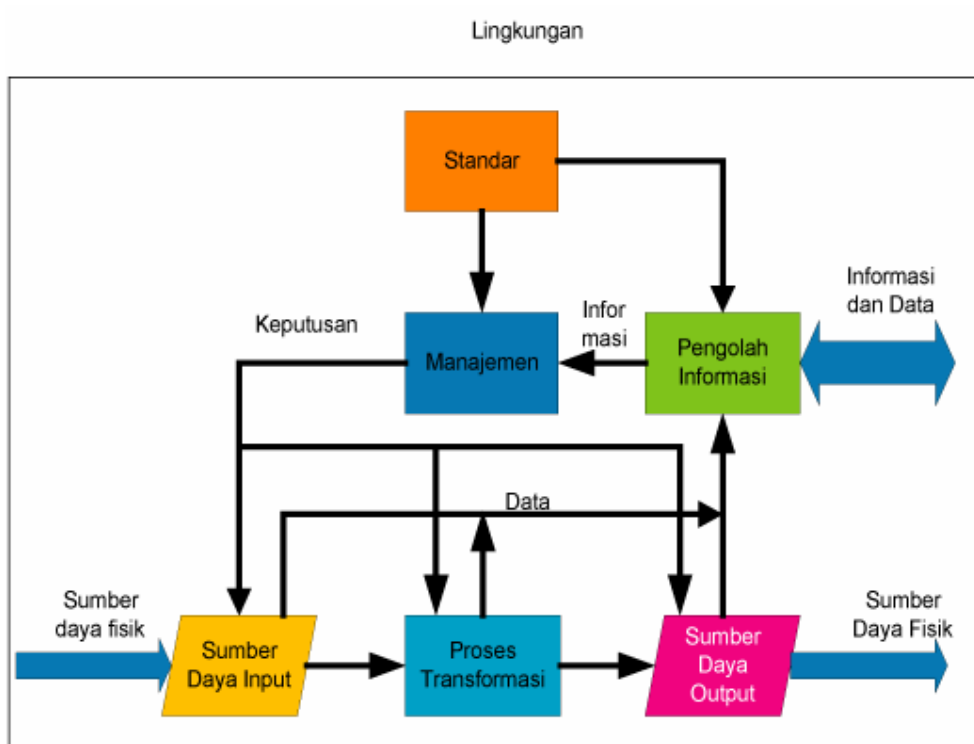 Lingkungan
Standar
Keputusan
Manajemen
Infor
masi
Pengolah
Informasi
Informasi
dan Data
Data
Sumber
daya fisik
Sumber
Daya Input
Proses
Transformasi
Sumber
Daya
Output
Sumber
Daya Fisik